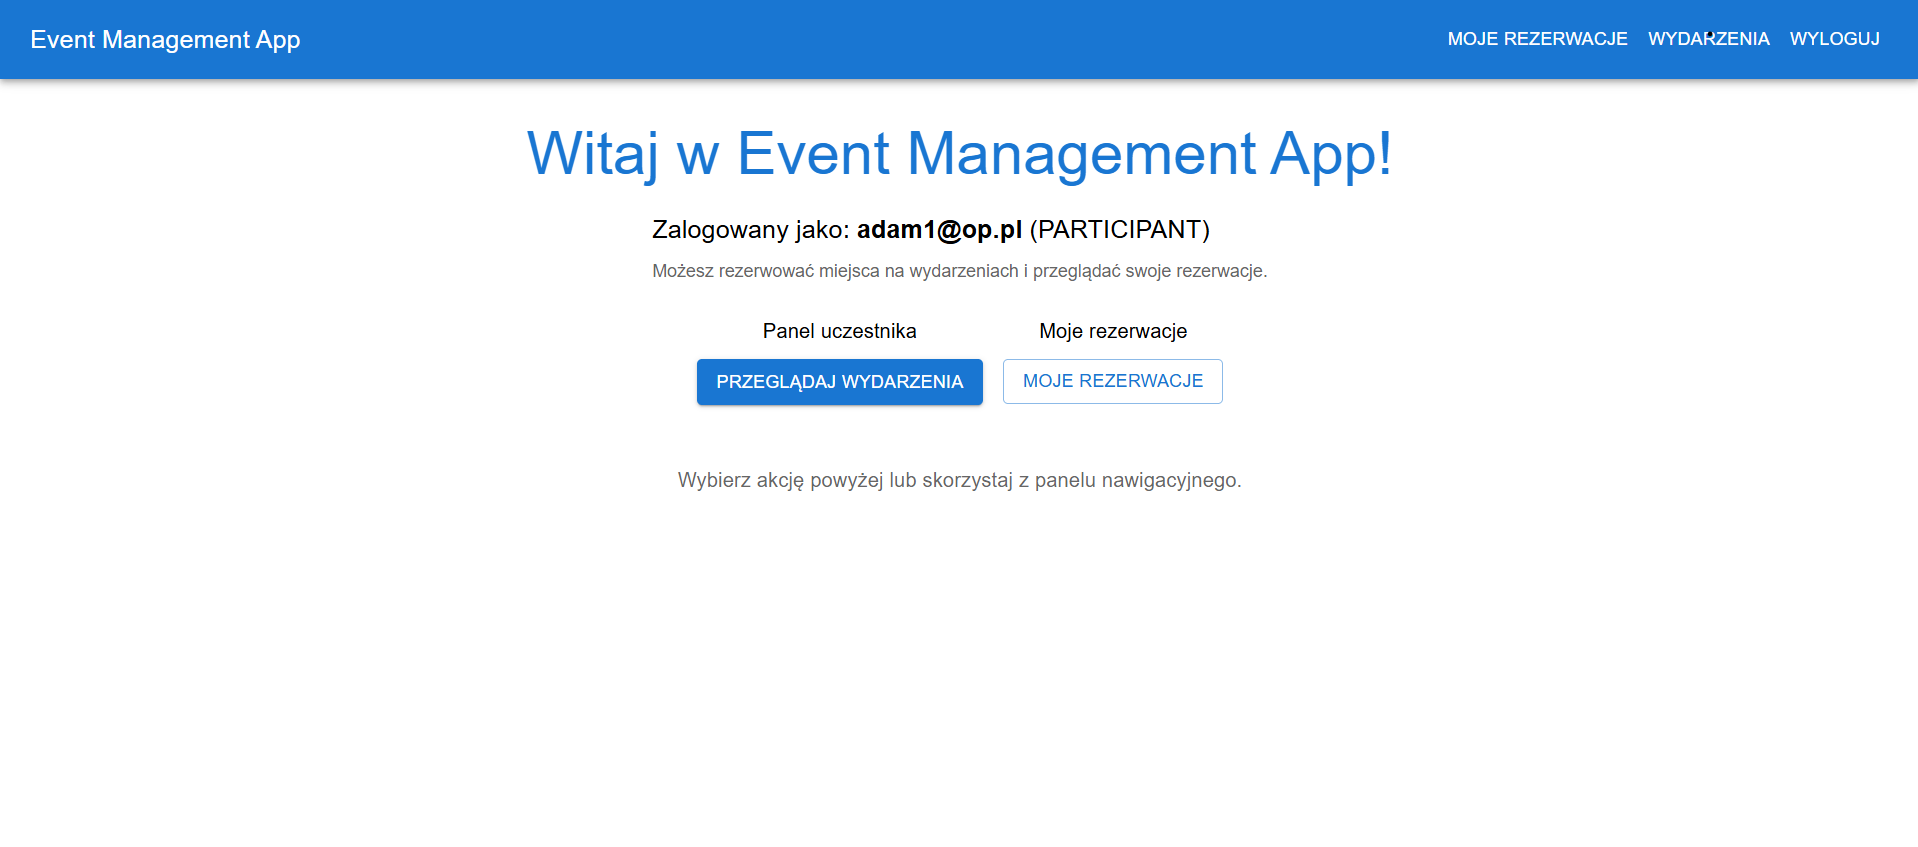 Event Management App
MOJE REZERWACJE WYDARZENIA WYLOGUJ
Witaj w Event Management App!
Zalogowany jako: adam1@op.pl (PARTICIPANT)
Możesz rezerwować miejsca na wydarzeniach i przeglądać swoje rezerwacje.
Panel uczestnika
PRZEGLĄDAJ WYDARZENIA
Moje rezerwacje
MOJE REZERWACJE
Wybierz akcję powyżej lub skorzystaj z panelu nawigacyjnego.